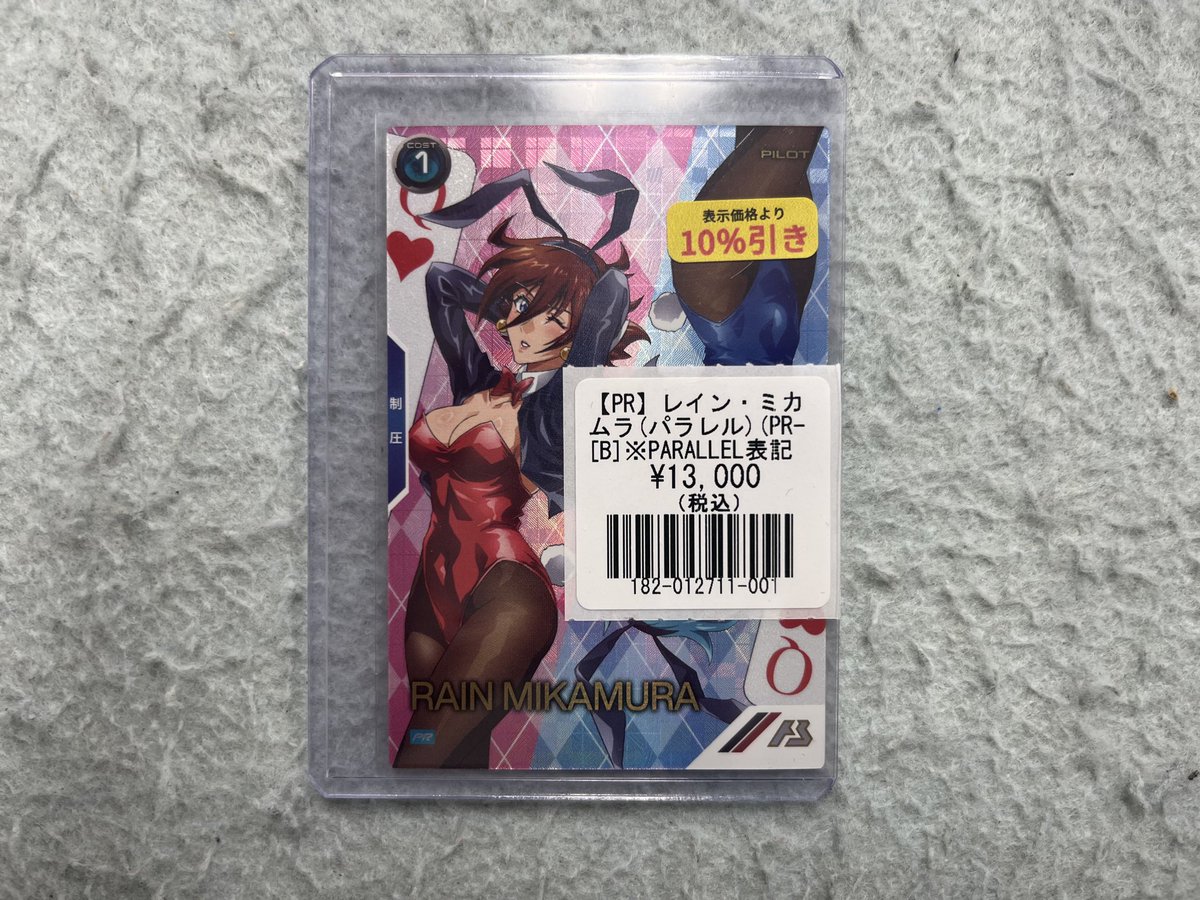 COST
1
Q
PILOT
表示価格より
10%引き
制圧
【PR】レイン・ミカ
ムラ(パラレル)(PR-
[B]※PARALLEL表記
¥13,000
(税込)
182-012711-001
Q
RAIN MIKAMURA
PR
AB